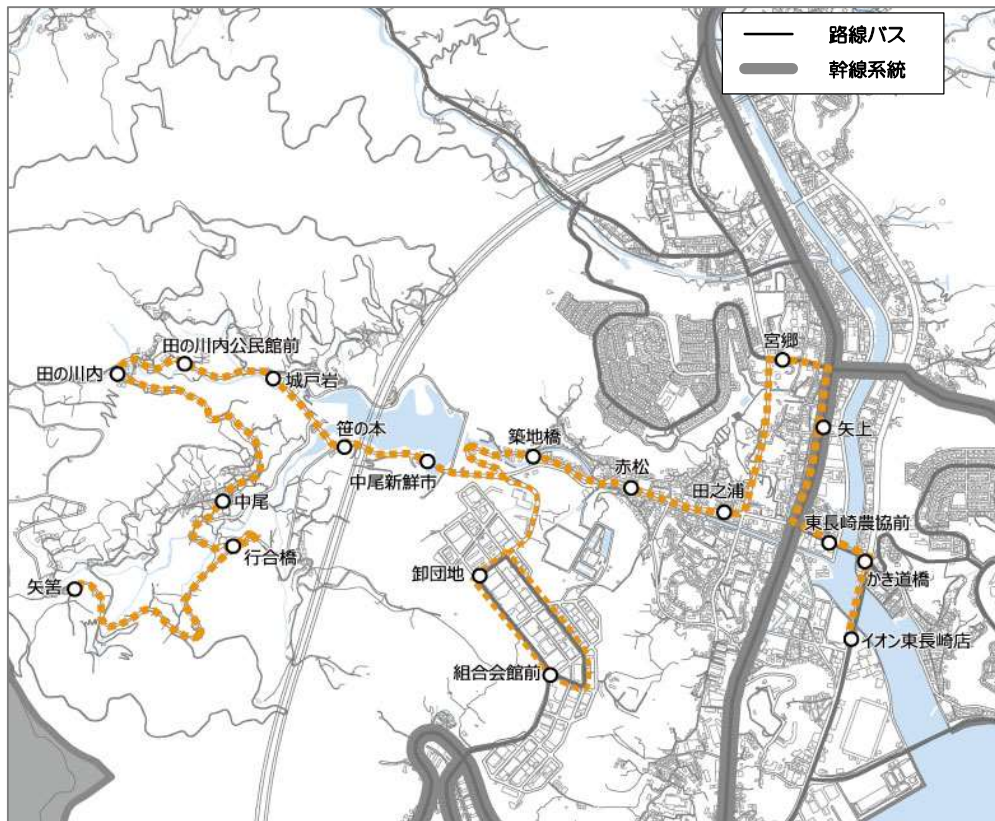 路線バス
幹線系統
宮郷
田の川内公民館前
田の川内
城戸岩
矢上
笹の本
築地橋
中尾新鮮市
赤松
田之浦
中尾
東長崎農協前
行合橋
かき道橋
卸団地
矢筈
イオン東長崎店
組合会館前